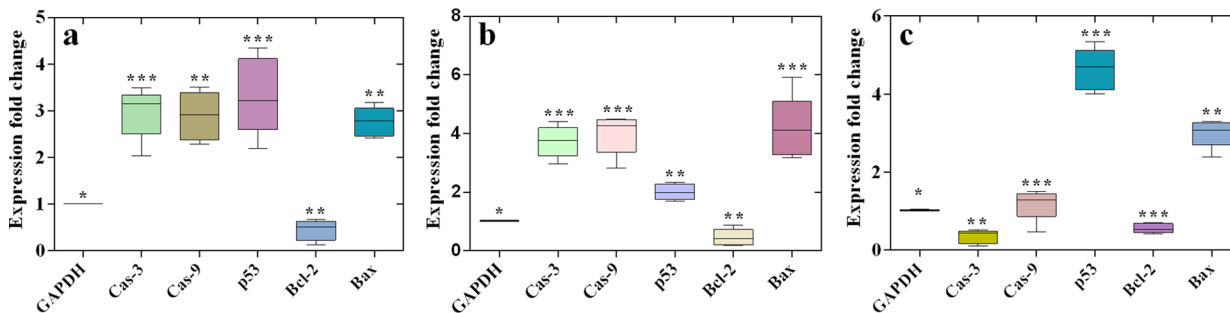 a
Expression fold change
5
4
3
2
1
0
*
***
**
***
**
**
GAPDH
Cas-3
Cas-9
p53
Bcl-2
Bax
b
Expression fold change
8
6
4
2
0
*
***
***
**
**
***
GAPDH
Cas-3
Cas-9
p53
Bcl-2
Bax
c
Expression fold change
6
4
2
0
*
**
***
***
***
**
GAPDH
Cas-3
Cas-9
p53
Bcl-2
Bax